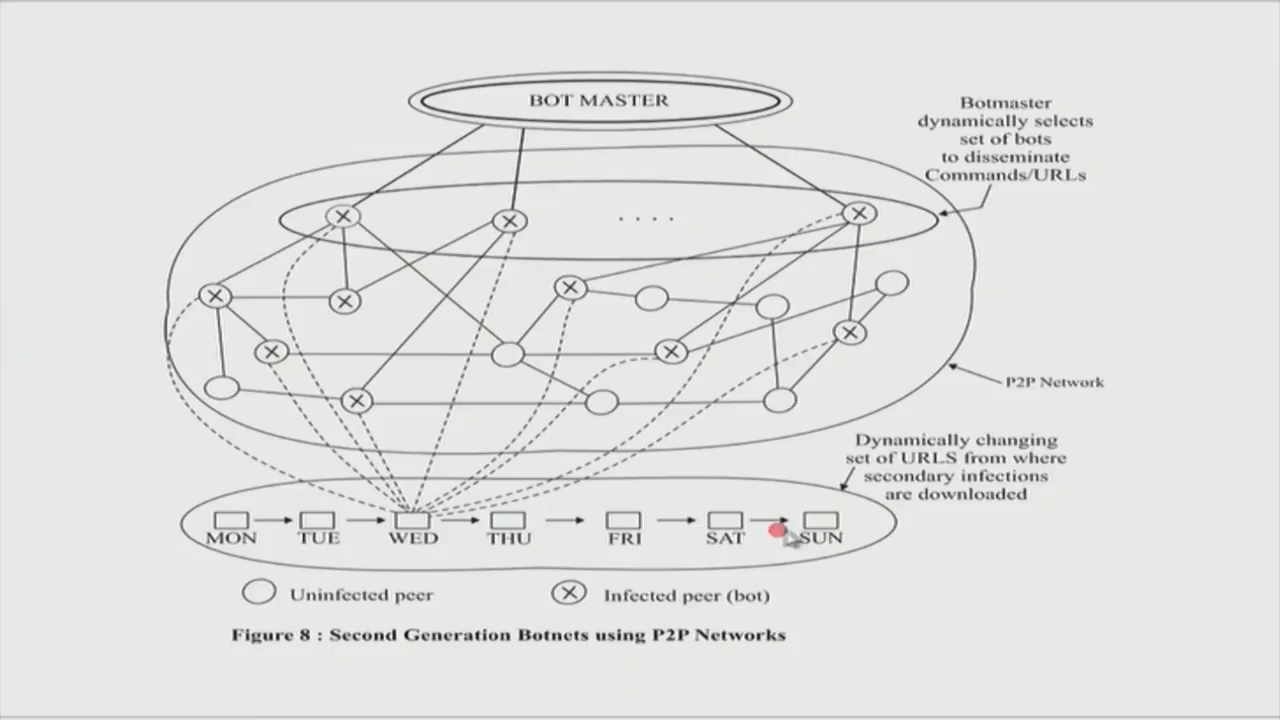 BOT MASTER
Botmaster
dynamically selects
set of bots
to disseminate
Commands/URLs
P2P Network
Dynamically changing
set of URLS from where
secondary infections
are downloaded
MON TUE WED THU FRI SAT SUN
Uninfected peer Infected peer (bot)
Figure 8 : Second Generation Botnets using P2P Networks